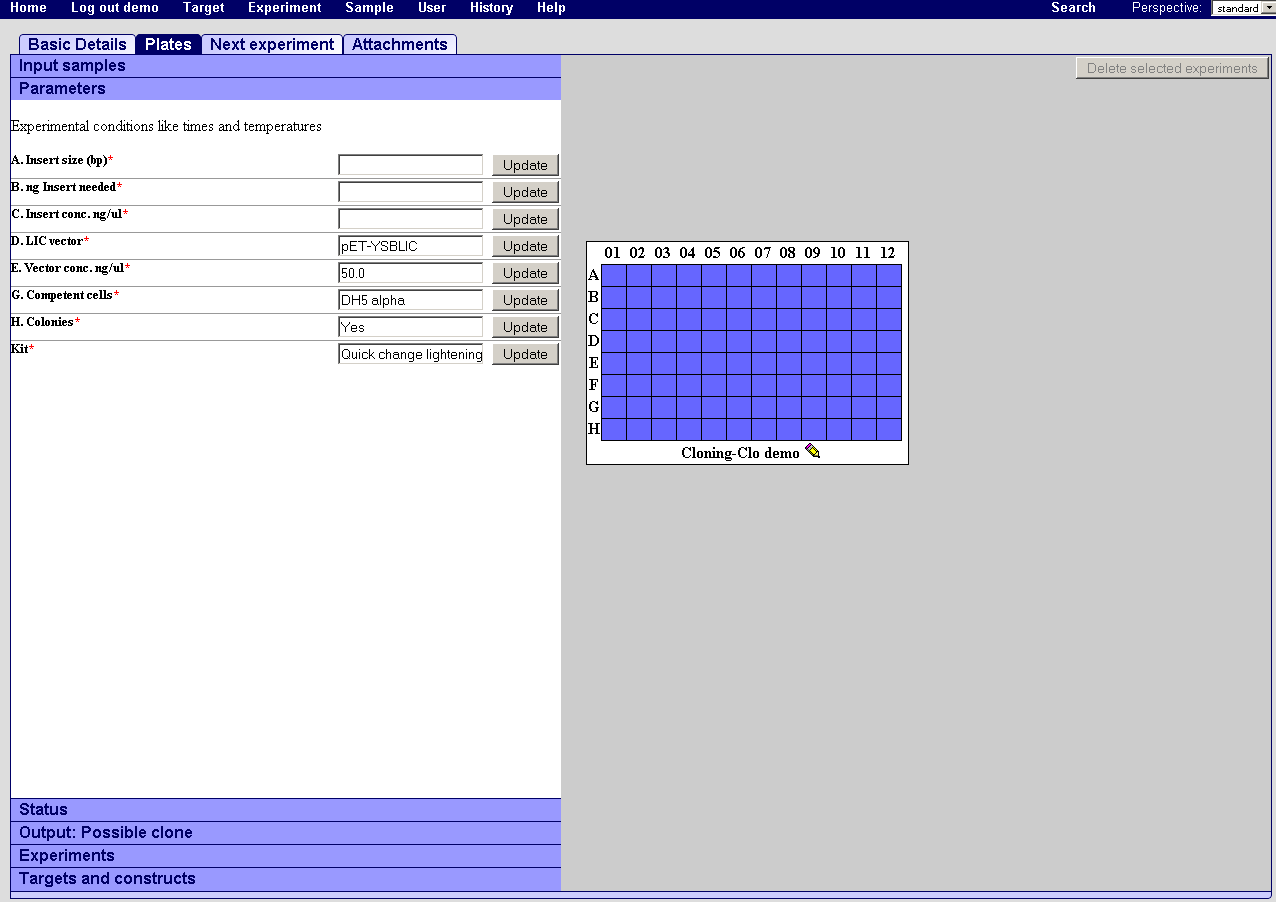 Home Log out demo Target Experiment Sample User History Help Search Perspective: standard
Basic Details Plates Next experiment Attachments
Input samples
Delete selected experiments
Parameters
Experimental conditions like times and temperatures
A. Insert size (bp)* Update
B. ng Insert needed* Update
C. Insert conc. ng/ul* Update
D. LIC vector* pET-YSBLIC Update
E. Vector conc. ng/ul* 50.0 Update
G. Competent cells* DH5 alpha Update
H. Colonies* Yes Update
Kit* Quick change lightening Update
01 02 03 04 05 06 07 08 09 10 11 12
A
B
C
D
E
F
G
H
Cloning-Clo demo
Status
Output: Possible clone
Experiments
Targets and constructs